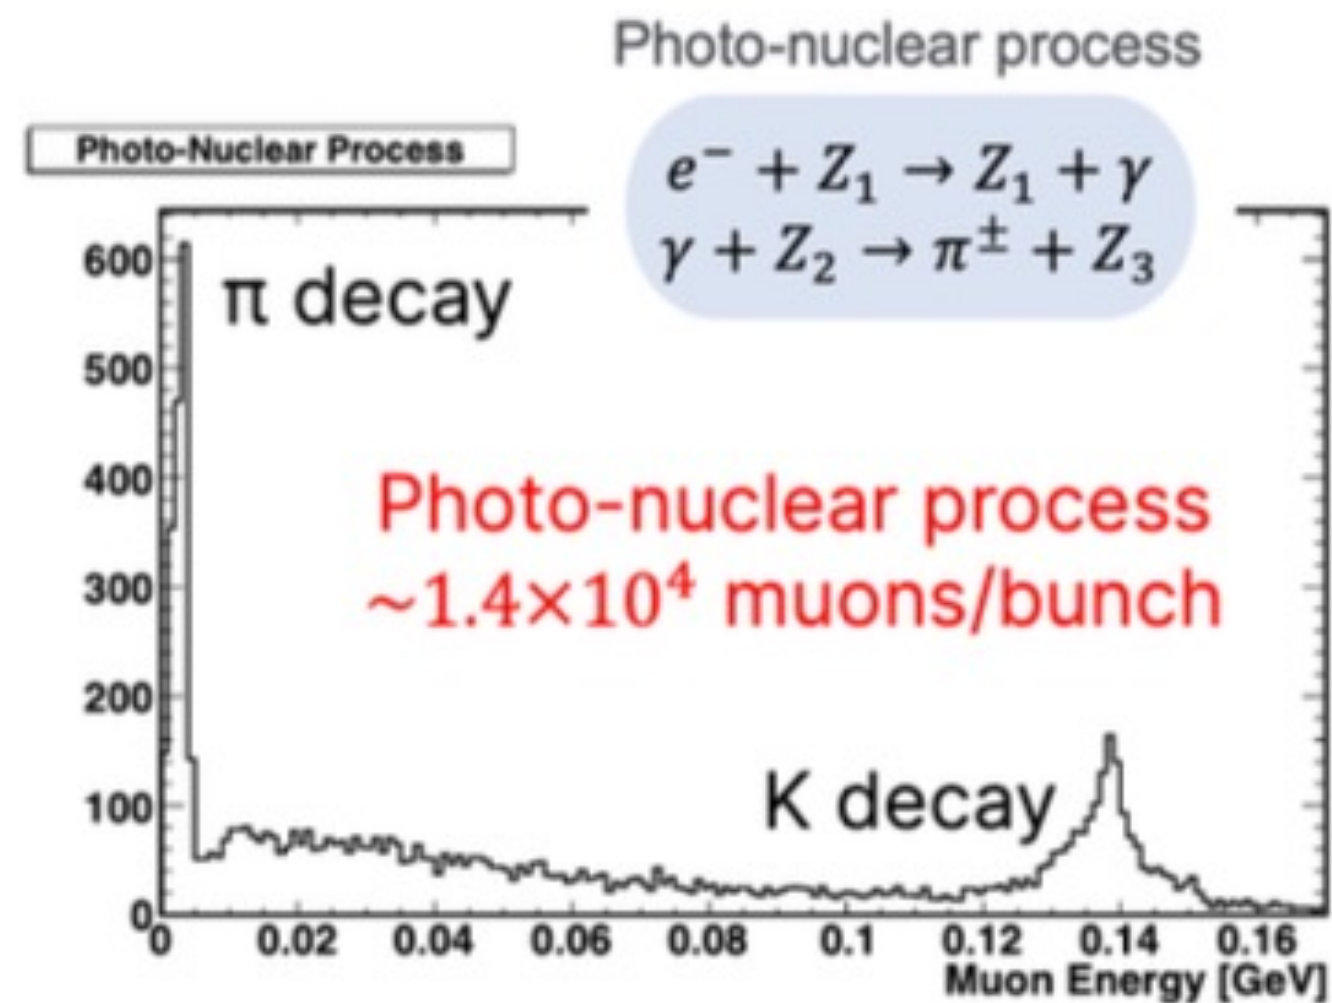 Photo-nuclear process
Photo-Nuclear Process
e⁻ + Z₁ → Z₁ + γ
γ + Z₂ → π± + Z₃
600
π decay
500
400
Photo-nuclear process
~1.4×10⁴ muons/bunch
300
200
K decay
100
0
0 0.02 0.04 0.06 0.08 0.1 0.12 0.14 0.16
Muon Energy [GeV]